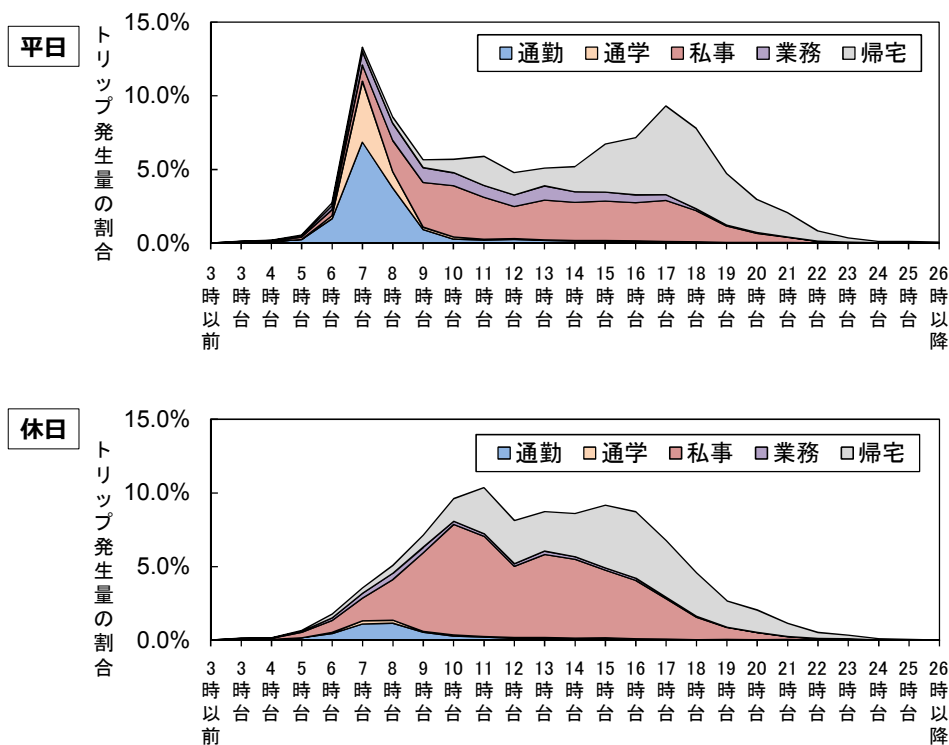 平日
トリップ発生量の割合
15.0%
10.0%
5.0%
0.0%
通勤 通学 私事 業務 帰宅
3時以前 3時台 4時台 5時台 6時台 7時台 8時台 9時台 10時台 11時台 12時台 13時台 14時台 15時台 16時台 17時台 18時台 19時台 20時台 21時台 22時台 23時台 24時台 25時台 26時以降
休日
トリップ発生量の割合
15.0%
10.0%
5.0%
0.0%
通勤 通学 私事 業務 帰宅
3時以前 3時台 4時台 5時台 6時台 7時台 8時台 9時台 10時台 11時台 12時台 13時台 14時台 15時台 16時台 17時台 18時台 19時台 20時台 21時台 22時台 23時台 24時台 25時台 26時以降